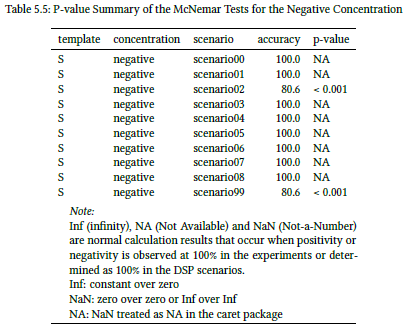 Table 5.5: P-value Summary of the McNemar Tests for the Negative Concentration
template concentration scenario accuracy p-value
S negative scenario00 100.0 NA
S negative scenario01 100.0 NA
S negative scenario02 80.6 < 0.001
S negative scenario03 100.0 NA
S negative scenario04 100.0 NA
S negative scenario05 100.0 NA
S negative scenario06 100.0 NA
S negative scenario07 100.0 NA
S negative scenario08 100.0 NA
S negative scenario99 80.6 < 0.001
Note:
Inf (infinity), NA (Not Available) and NaN (Not-a-Number)
are normal calculation results that occur when positivity or
negativity is observed at 100% in the experiments or deter-
mined as 100% in the DSP scenarios.
Inf: constant over zero
NaN: zero over zero or Inf over Inf
NA: NaN treated as NA in the caret package